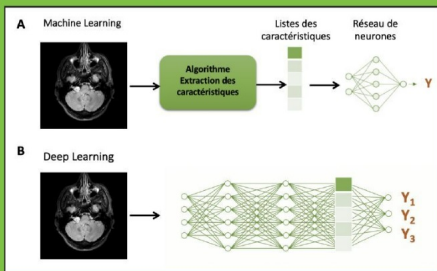 A Machine Learning
Listes des
caractéristiques
Réseau de
neurones
Algorithme
Extraction des
caractéristiques
Y
B
Deep Learning
Y1
Y2
Y3